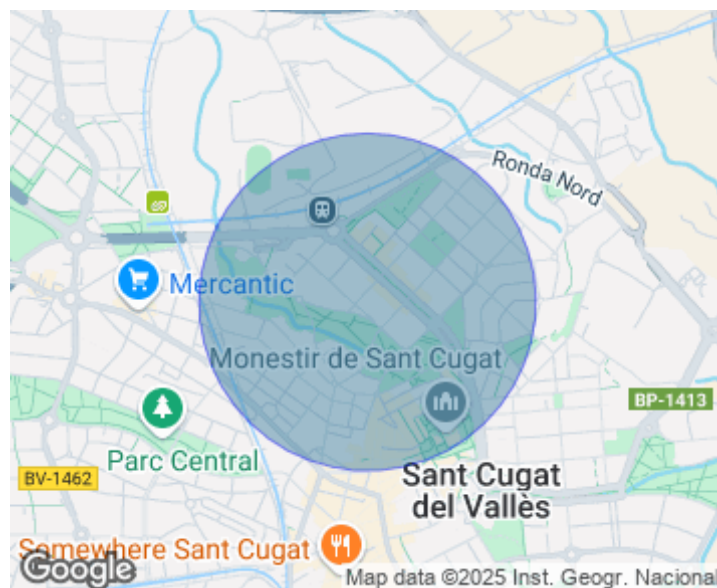 Ronda Nord
Mercantic
Monestir de Sant Cugat
BP-1413
Parc Central
BV-1462
Sant Cugat
del Vallès
Somewhere Sant Cugat
Google
Map data ©2025 Inst. Geogr. Nacional